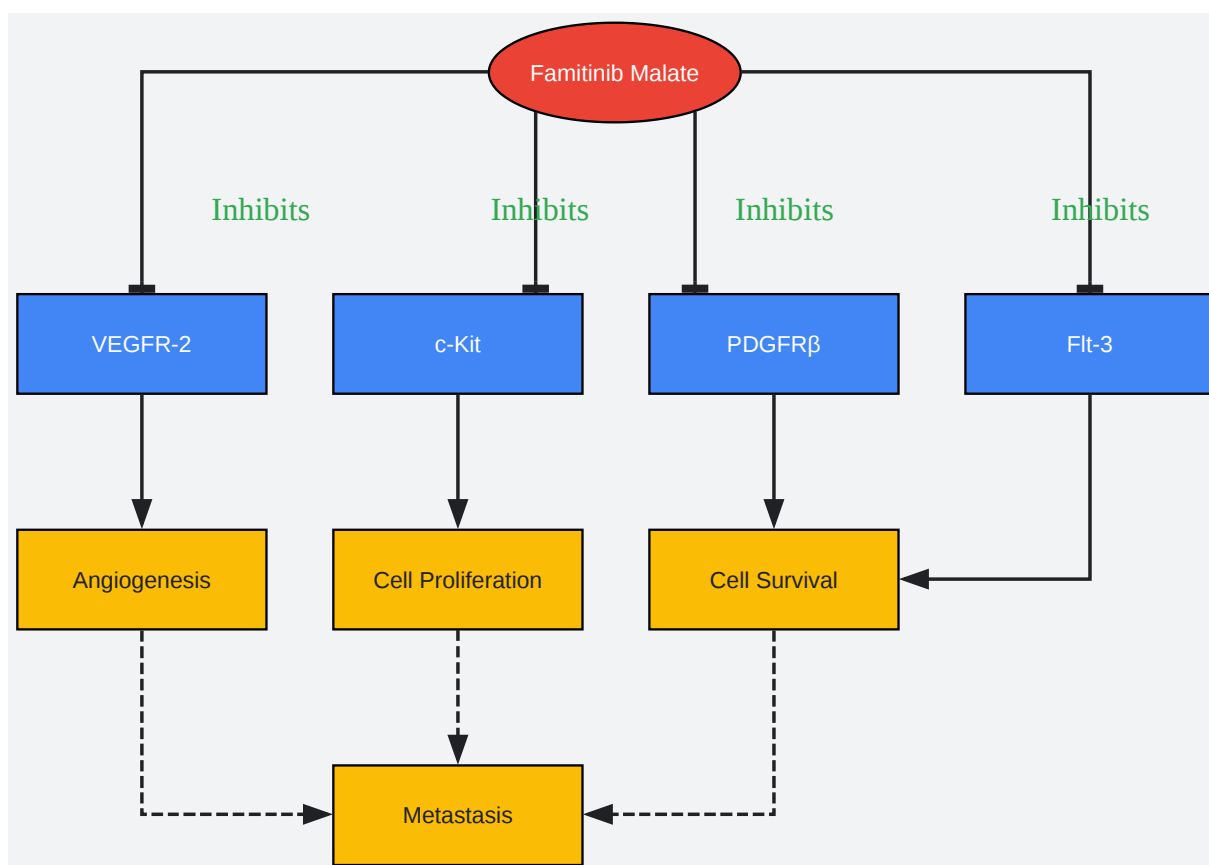 Famitinib Malate
Inhibits
Inhibits
Inhibits
Inhibits
VEGFR-2
c-Kit
PDGFRβ
Flt-3
Angiogenesis
Cell Proliferation
Cell Survival
Metastasis